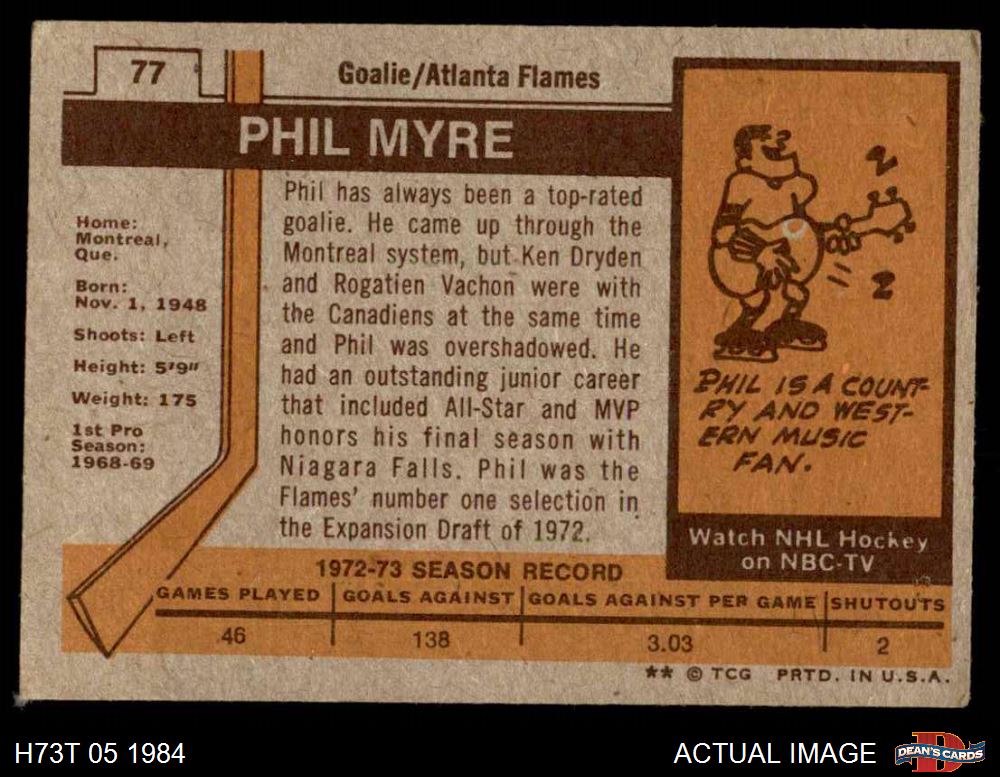 77
Goalie/Atlanta Flames
PHIL MYRE
Home:
Montreal,
Que.
Born:
Nov. 1, 1948
Shoots: Left
Height: 5'9"
Weight: 175
1st Pro
Season:
1968-69
Phil has always been a top-rated
goalie. He came up through the
Montreal system, but Ken Dryden
and Rogatien Vachon were with
the Canadiens at the same time
and Phil was overshadowed. He
had an outstanding junior career
that included All-Star and MVP
honors his final season with
Niagara Falls. Phil was the
Flames' number one selection in
the Expansion Draft of 1972.
PHIL IS A COUNT-
RY AND WEST-
ERN MUSIC
FAN.
Watch NHL Hockey
on NBC-TV
1972-73 SEASON RECORD
GAMES PLAYED GOALS AGAINST GOALS AGAINST PER GAME SHUTOUTS
46 138 3.03 2
** © TCG PRTD. IN U.S.A.
H73T 05 1984 ACTUAL IMAGE DEAN'S CARDS